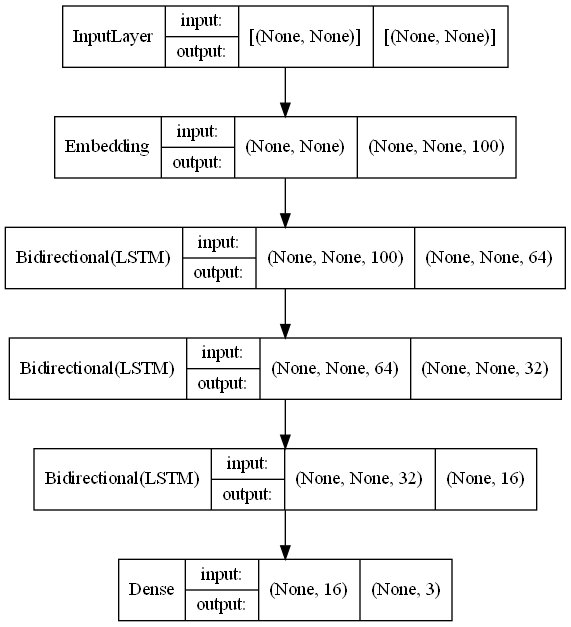 InputLayer input: output: [(None, None)] [(None, None)]
Embedding input: output: (None, None) (None, None, 100)
Bidirectional(LSTM) input: output: (None, None, 100) (None, None, 64)
Bidirectional(LSTM) input: output: (None, None, 64) (None, None, 32)
Bidirectional(LSTM) input: output: (None, None, 32) (None, 16)
Dense input: output: (None, 16) (None, 3)